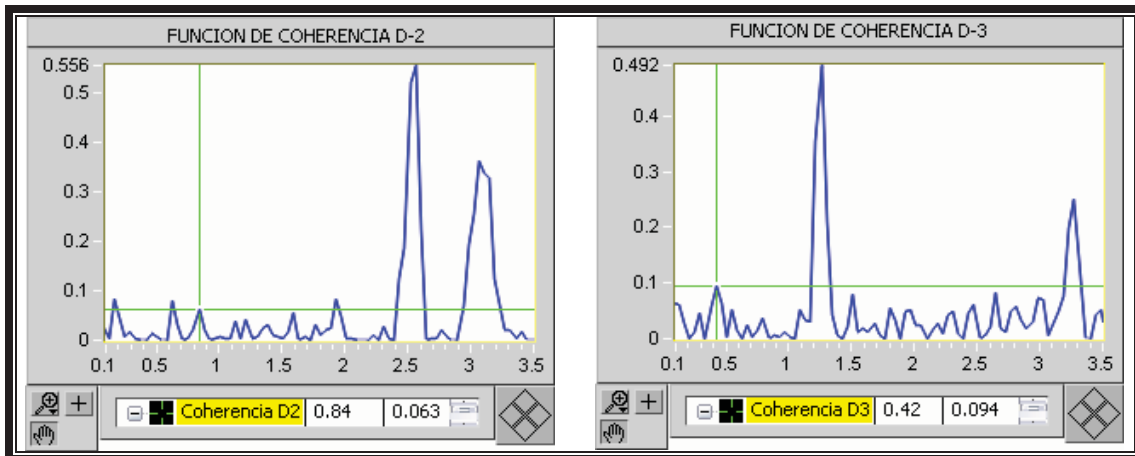 FUNCION DE COHERENCIA D-2
0.556
0.5
0.4
0.3
0.2
0.1
0
0.1 0.5 1 1.5 2 2.5 3 3.5
Coherencia D2 0.84 0.063
FUNCION DE COHERENCIA D-3
0.492
0.4
0.3
0.2
0.1
0
0.1 0.5 1 1.5 2 2.5 3 3.5
Coherencia D3 0.42 0.094